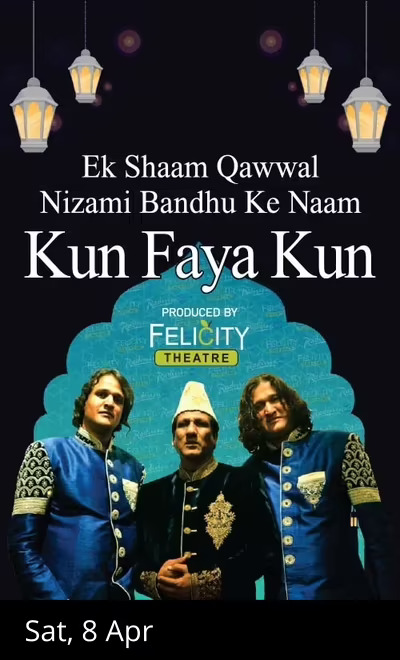 Ek Shaam Qawwal
Nizami Bandhu Ke Naam
Kun Faya Kun
PRODUCED BY
FELICITY
THEATRE
Sat, 8 Apr